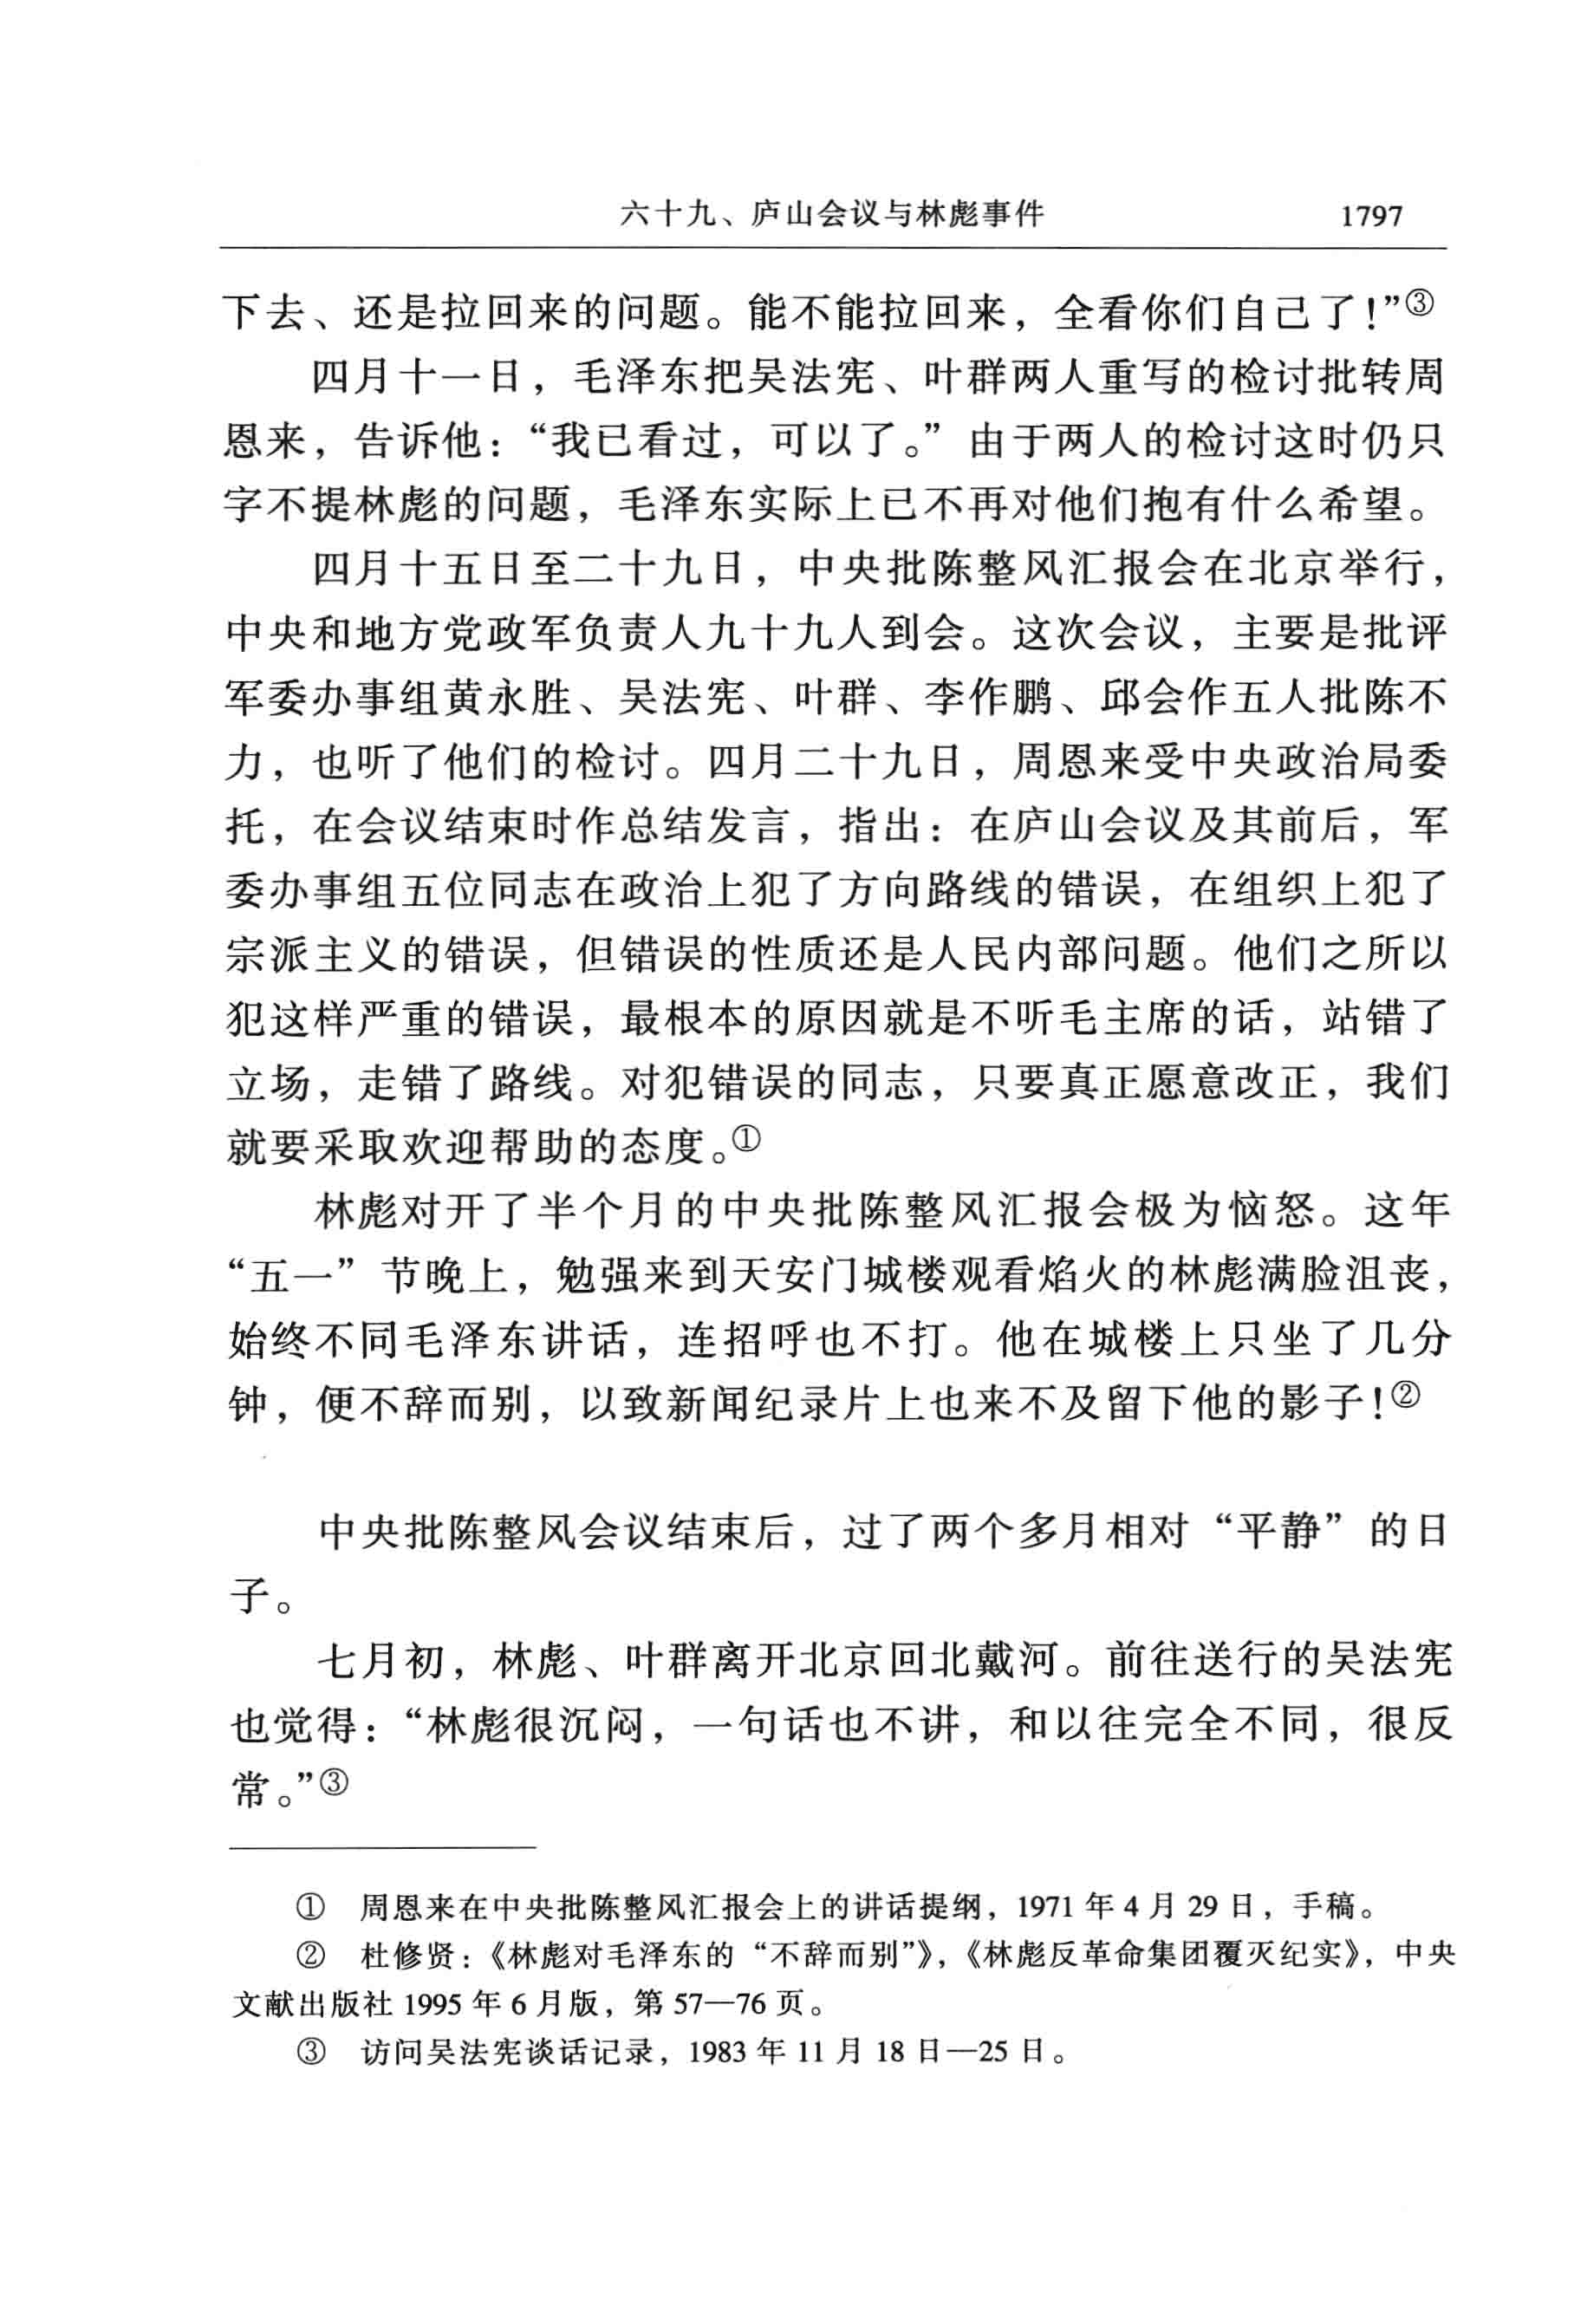 六十九、庐山会议与林彪事件 1797
下去、还是拉回来的问题。能不能拉回来，全看你们自己了！”③
四月十一日，毛泽东把吴法宪、叶群两人重写的检讨批转周
恩来，告诉他：“我已看过，可以了。”由于两人的检讨这时仍只
字不提林彪的问题，毛泽东实际上已不再对他们抱有什么希望。
四月十五日至二十九日，中央批陈整风汇报会在北京举行，
中央和地方党政军负责人九十九人到会。这次会议，主要是批评
军委办事组黄永胜、吴法宪、叶群、李作鹏、邱会作五人批陈不
力，也听了他们的检讨。四月二十九日，周恩来受中央政治局委
托，在会议结束时作总结发言，指出：在庐山会议及其前后，军
委办事组五位同志在政治上犯了方向路线的错误，在组织上犯了
宗派主义的错误，但错误的性质还是人民内部问题。他们之所以
犯这样严重的错误，最根本的原因就是不听毛主席的话，站错了
立场，走错了路线。对犯错误的同志，只要真正愿意改正，我们
就要采取欢迎帮助的态度。①
林彪对开了半个月的中央批陈整风汇报会极为恼怒。这年
“五一”节晚上，勉强来到天安门城楼观看焰火的林彪满脸沮丧，
始终不同毛泽东讲话，连招呼也不打。他在城楼上只坐了几分
钟，便不辞而别，以致新闻纪录片上也来不及留下他的影子！②
中央批陈整风会议结束后，过了两个多月相对“平静”的日
子。
七月初，林彪、叶群离开北京回北戴河。前往送行的吴法宪
也觉得：“林彪很沉闷，一句话也不讲，和以往完全不同，很反
常。”③
① 周恩来在中央批陈整风汇报会上的讲话提纲，1971 年 4 月 29 日，手稿。
② 杜修贤：《林彪对毛泽东的“不辞而别”》，《林彪反革命集团覆灭纪实》，中央
文献出版社 1995 年 6 月版，第 57—76 页。
③ 访问吴法宪谈话记录，1983 年 11 月 18 日—25 日。